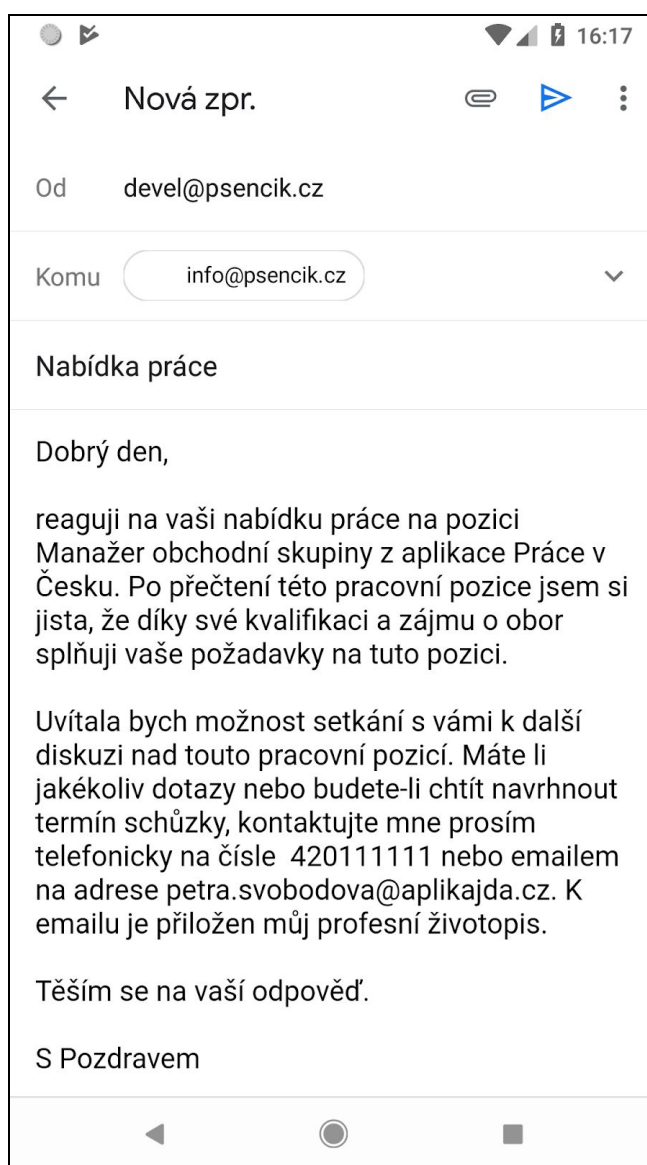 16:17
Nová zpr.
Od devel@psencik.cz
Komu info@psencik.cz
Nabídka práce
Dobrý den,
reaguji na vaši nabídku práce na pozici
Manažer obchodní skupiny z aplikace Práce v
Česku. Po přečtení této pracovní pozice jsem si
jista, že díky své kvalifikaci a zájmu o obor
splňuji vaše požadavky na tuto pozici.
Uvítala bych možnost setkání s vámi k další
diskuzi nad touto pracovní pozicí. Máte li
jakékoliv dotazy nebo budete-li chtít navrhnout
termín schůzky, kontaktujte mne prosím
telefonicky na čísle  420111111 nebo emailem
na adrese petra.svobodova@aplikajda.cz. K
emailu je přiložen můj profesní životopis.
Těším se na vaší odpověď.
S Pozdravem